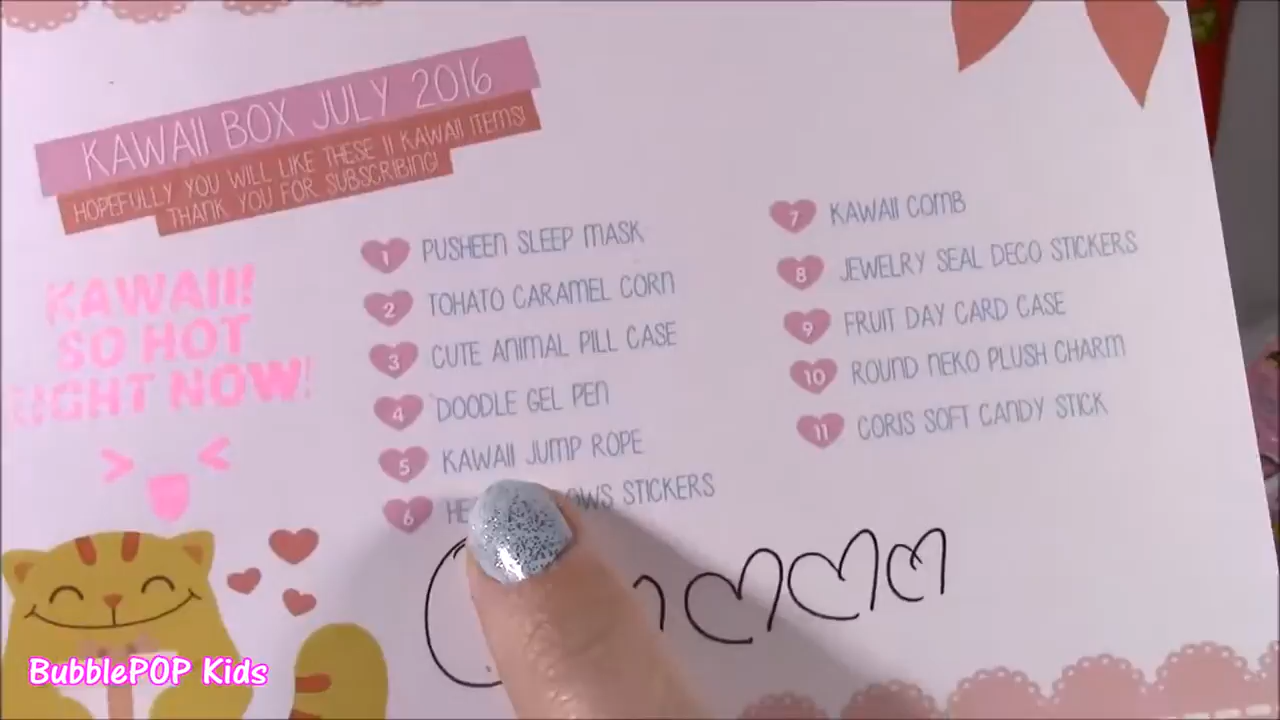 KAWAII BOX JULY 2016
HOPEFULLY YOU WILL LIKE THESE 11 KAWAII ITEMS!
THANK YOU FOR SUBSCRIBING!
KAWAII!
SO HOT
RIGHT NOW!
1 PUSHEEN SLEEP MASK
2 TOHATO CARAMEL CORN
3 CUTE ANIMAL PILL CASE
4 DOODLE GEL PEN
5 KAWAII JUMP ROPE
6 STICKERS
7 KAWAII COMB
8 JEWELRY SEAL DECO STICKERS
9 FRUIT DAY CARD CASE
10 ROUND NEKO PLUSH CHARM
11 CORIS SOFT CANDY STICK
BubblePOP Kids